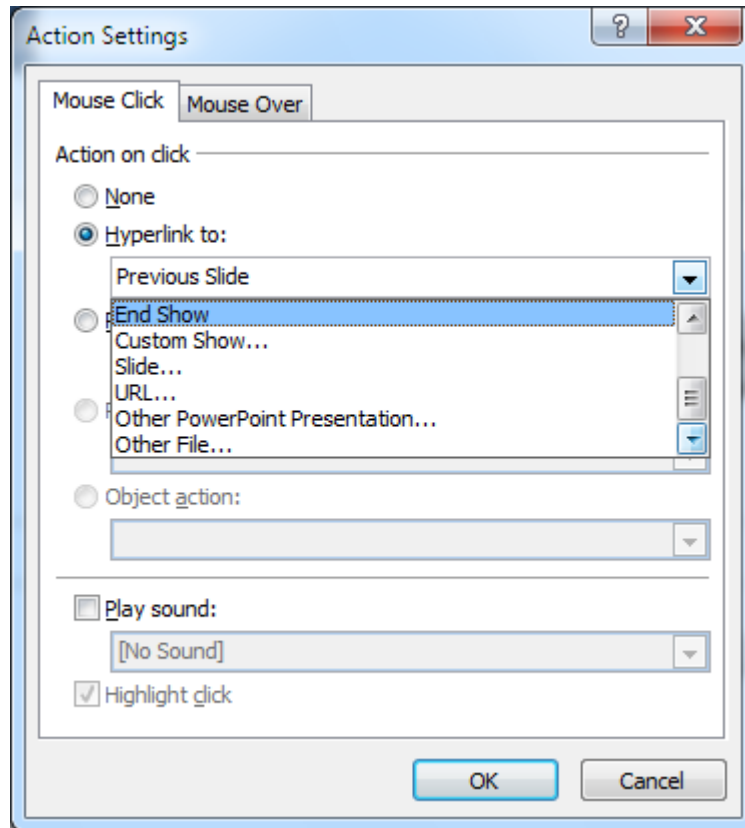 Action Settings
Mouse Click
Mouse Over
Action on click
None
Hyperlink to:
Previous Slide
End Show
Custom Show...
Slide...
URL...
Other PowerPoint Presentation...
Other File...
Object action:
Play sound:
[No Sound]
Highlight click
OK
Cancel